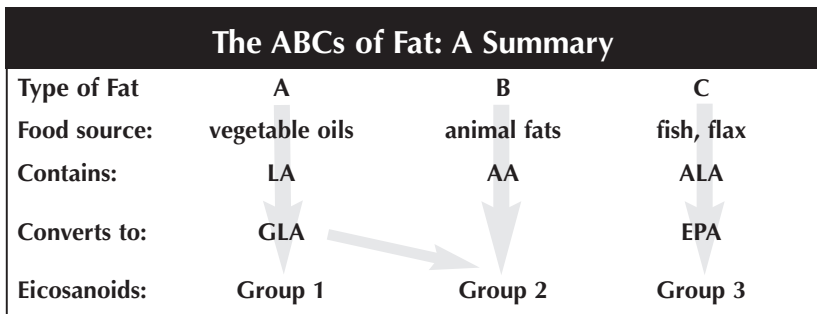 The ABCs of Fat: A Summary
Type of Fat A B C
Food source: vegetable oils animal fats fish, flax
Contains: LA AA ALA
Converts to: GLA EPA
Eicosanoids: Group 1 Group 2 Group 3